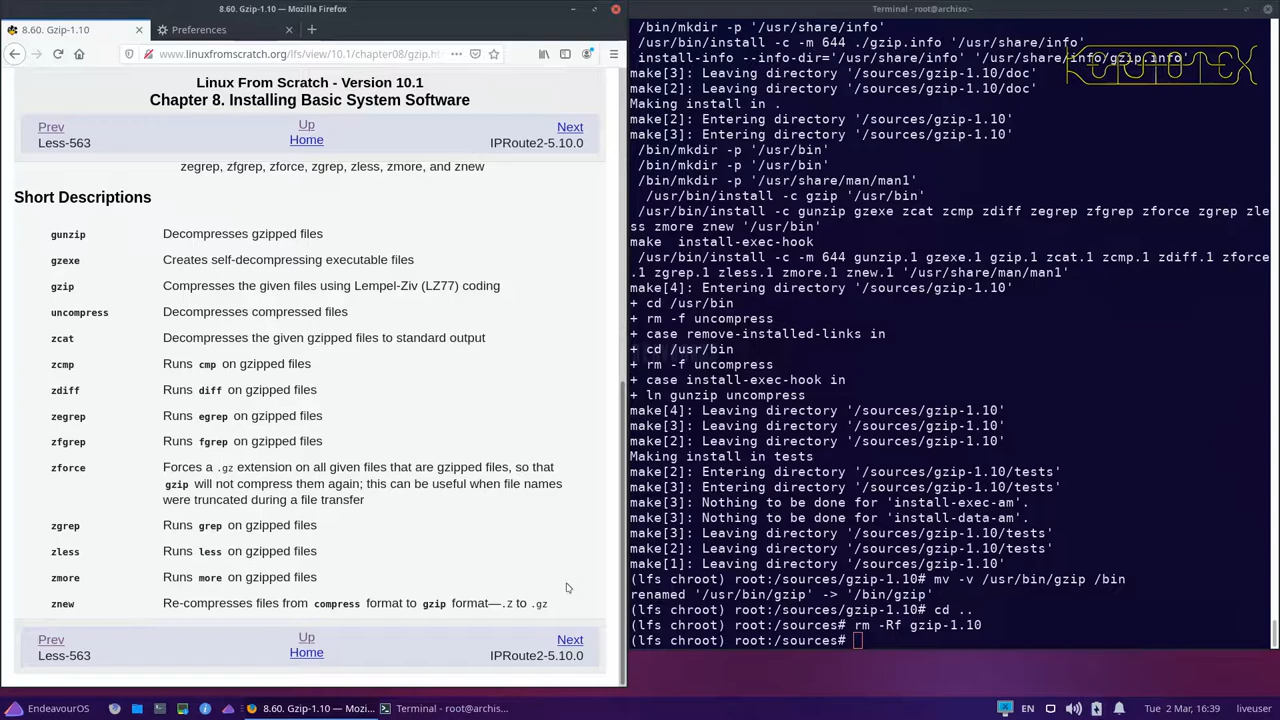 8.60. Gzip-1.10 — Mozilla Firefox
8.60. Gzip-1.10
Preferences
www.linuxfromscratch.org/lfs/view/10.1/chapter08/gzip.ht
Linux From Scratch - Version 10.1
Chapter 8. Installing Basic System Software
Prev
Up
Next
Less-563
Home
IPRoute2-5.10.0
zegrep, zfgrep, zforce, zgrep, zless, zmore, and znew
Short Descriptions
gunzip Decompresses gzipped files
gzexe Creates self-decompressing executable files
gzip Compresses the given files using Lempel-Ziv (LZ77) coding
uncompress Decompresses compressed files
zcat Decompresses the given gzipped files to standard output
zcmp Runs cmp on gzipped files
zdiff Runs diff on gzipped files
zegrep Runs egrep on gzipped files
zfgrep Runs fgrep on gzipped files
zforce Forces a .gz extension on all given files that are gzipped files, so that
gzip will not compress them again; this can be useful when file names
were truncated during a file transfer
zgrep Runs grep on gzipped files
zless Runs less on gzipped files
zmore Runs more on gzipped files
znew Re-compresses files from compress format to gzip format—.Z to .gz
Prev
Up
Next
Less-563
Home
IPRoute2-5.10.0
Terminal - root@archiso:~
/bin/mkdir -p '/usr/share/info'
/usr/bin/install -c -m 644 ./gzip.info '/usr/share/info'
install-info --info-dir='/usr/share/info' '/usr/share/info/gzip.info'
make[3]: Leaving directory '/sources/gzip-1.10/doc'
make[2]: Leaving directory '/sources/gzip-1.10/doc'
Making install in .
make[2]: Entering directory '/sources/gzip-1.10'
make[3]: Entering directory '/sources/gzip-1.10'
/bin/mkdir -p '/usr/bin'
/bin/mkdir -p '/usr/bin'
/bin/mkdir -p '/usr/share/man/man1'
/usr/bin/install -c gzip '/usr/bin'
/usr/bin/install -c gunzip gzexe zcat zcmp zdiff zegrep zfgrep zforce zgrep zle
ss zmore znew '/usr/bin'
make  install-exec-hook
/usr/bin/install -c -m 644 gunzip.1 gzexe.1 gzip.1 zcat.1 zcmp.1 zdiff.1 zforce
.1 zgrep.1 zless.1 zmore.1 znew.1 '/usr/share/man/man1'
make[4]: Entering directory '/sources/gzip-1.10'
+ cd /usr/bin
+ rm -f uncompress
+ case remove-installed-links in
+ cd /usr/bin
+ rm -f uncompress
+ case install-exec-hook in
+ ln gunzip uncompress
make[4]: Leaving directory '/sources/gzip-1.10'
make[3]: Leaving directory '/sources/gzip-1.10'
make[2]: Leaving directory '/sources/gzip-1.10'
Making install in tests
make[2]: Entering directory '/sources/gzip-1.10/tests'
make[3]: Entering directory '/sources/gzip-1.10/tests'
make[3]: Nothing to be done for 'install-exec-am'.
make[3]: Nothing to be done for 'install-data-am'.
make[3]: Leaving directory '/sources/gzip-1.10/tests'
make[2]: Leaving directory '/sources/gzip-1.10/tests'
make[1]: Leaving directory '/sources/gzip-1.10'
(lfs chroot) root:/sources/gzip-1.10# mv -v /usr/bin/gzip /bin
renamed '/usr/bin/gzip' -> '/bin/gzip'
(lfs chroot) root:/sources/gzip-1.10# cd ..
(lfs chroot) root:/sources# rm -Rf gzip-1.10
(lfs chroot) root:/sources#
EndeavourOS
8.60. Gzip-1.10 — Mozi...
Terminal - root@archis...
EN
Tue 2 Mar, 16:39
liveuser